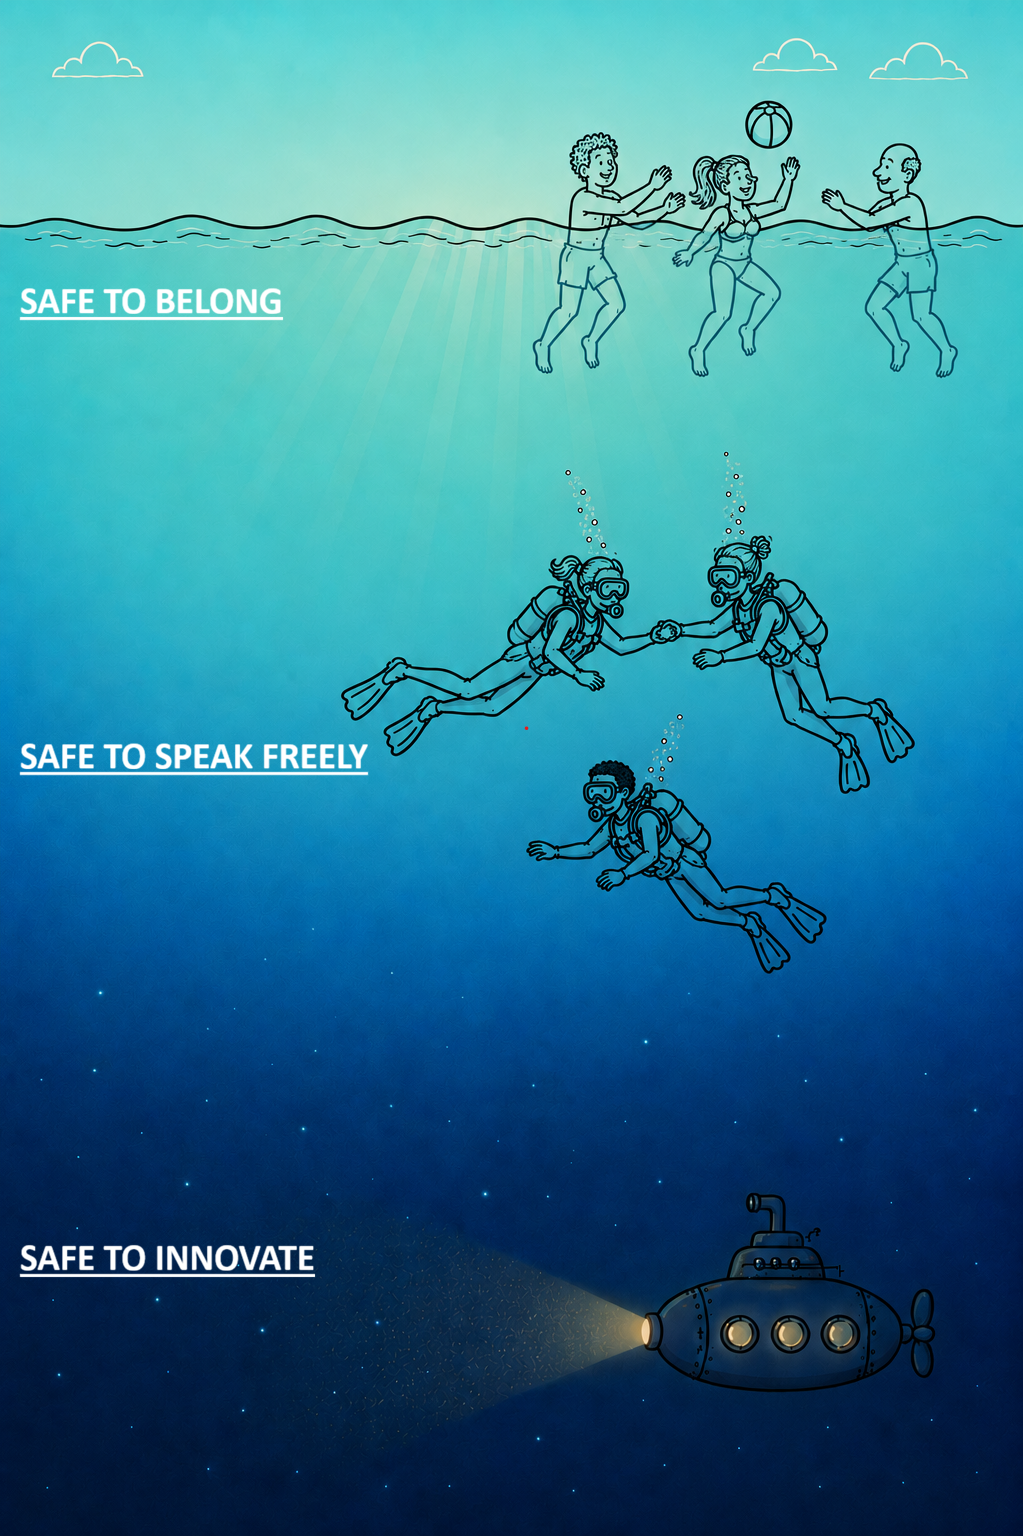 SAFE TO BELONG
SAFE TO SPEAK FREELY
SAFE TO INNOVATE